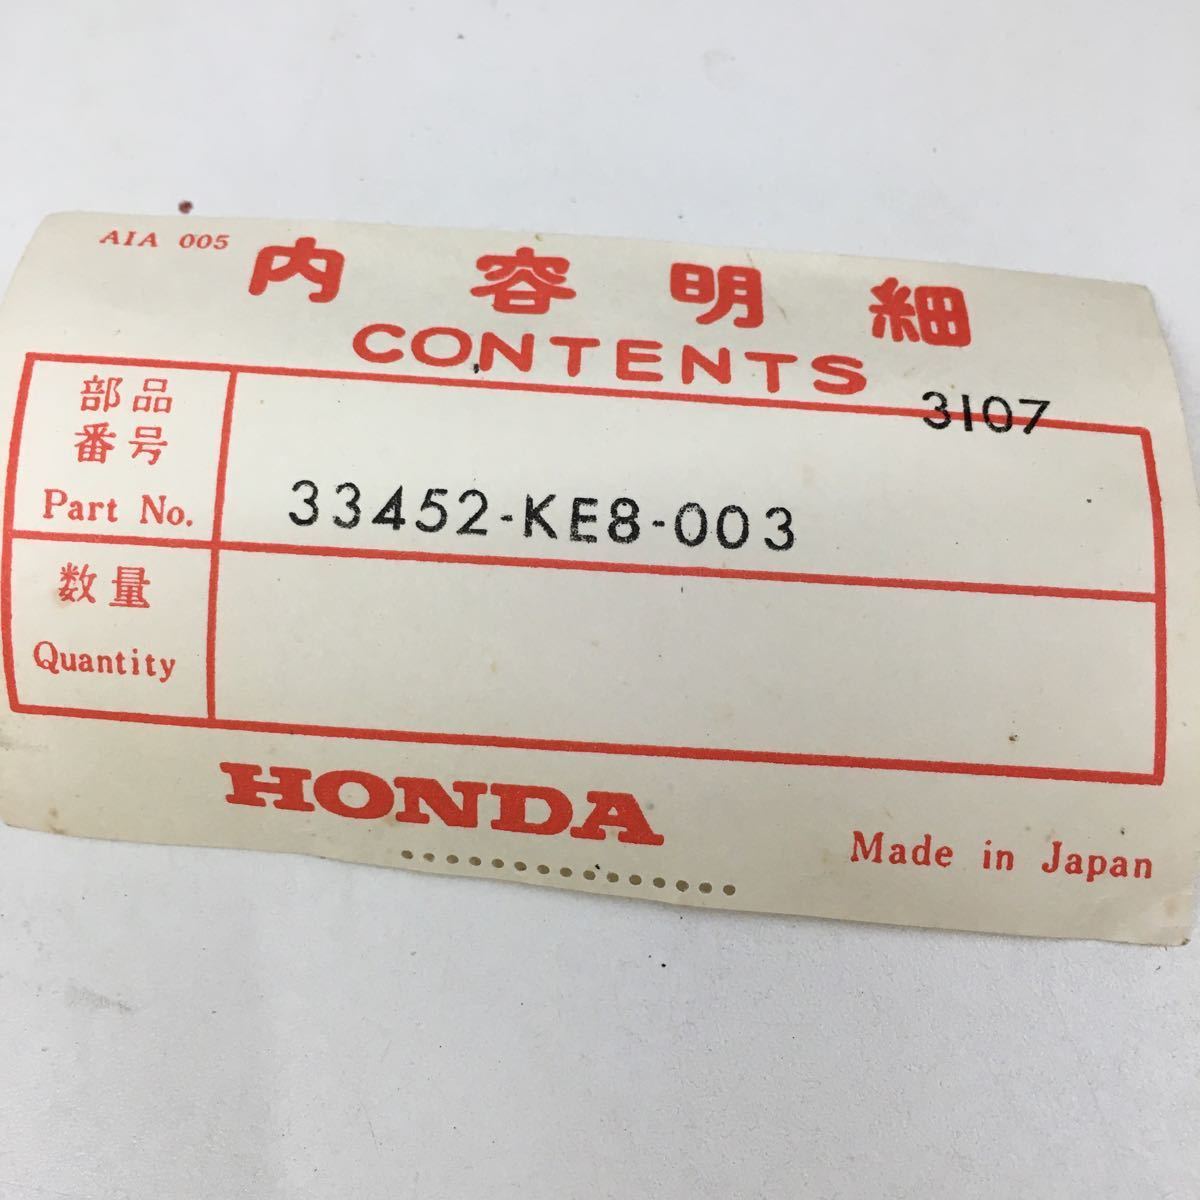 AIA 005
内容明細
CONTENTS
3107
部品
番号
Part No.
33452-KE8-003
数量
Quantity
HONDA
Made in Japan